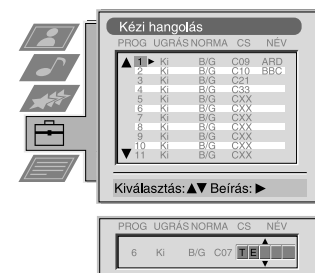 Kézi hangolás
PROG UGRÁS NORMA CS NÉV
1 Ki B/G C09 ARD
2 Ki B/G C10 BBC
3 Ki B/G C21
4 Ki B/G C33
5 Ki B/G CXX
6 Ki B/G CXX
7 Ki B/G CXX
8 Ki B/G CXX
9 Ki B/G CXX
10 Ki B/G CXX
11 Ki B/G CXX
Kiválasztás:▲▼ Beírás: ►
PROG UGRÁS NORMA CS NÉV
6 Ki B/G C07 T E